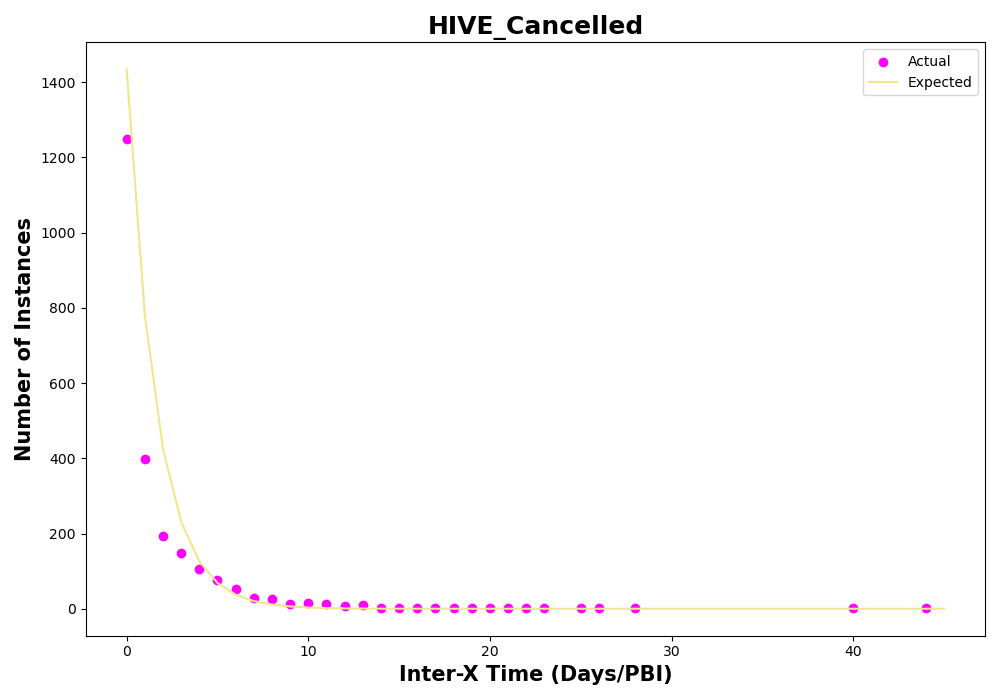 HIVE_Cancelled
Actual
Expected
1400
1200
1000
800
600
400
200
0
Number of Instances
0 10 20 30 40
Inter-X Time (Days/PBI)